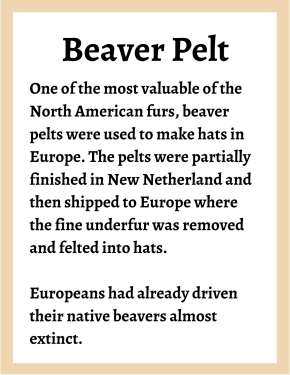 Beaver Pelt
One of the most valuable of the
North American furs, beaver
pelts were used to make hats in
Europe. The pelts were partially
finished in New Netherland and
then shipped to Europe where
the fine underfur was removed
and felted into hats.
Europeans had already driven
their native beavers almost
extinct.